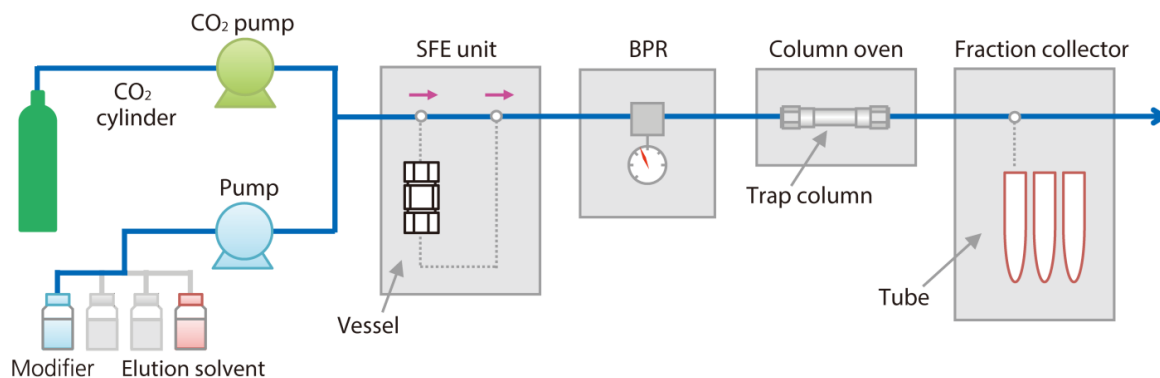 CO₂ pump
SFE unit
BPR
Column oven
Fraction collector
CO₂
cylinder
Pump
Trap column
Tube
Vessel
Modifier
Elution solvent